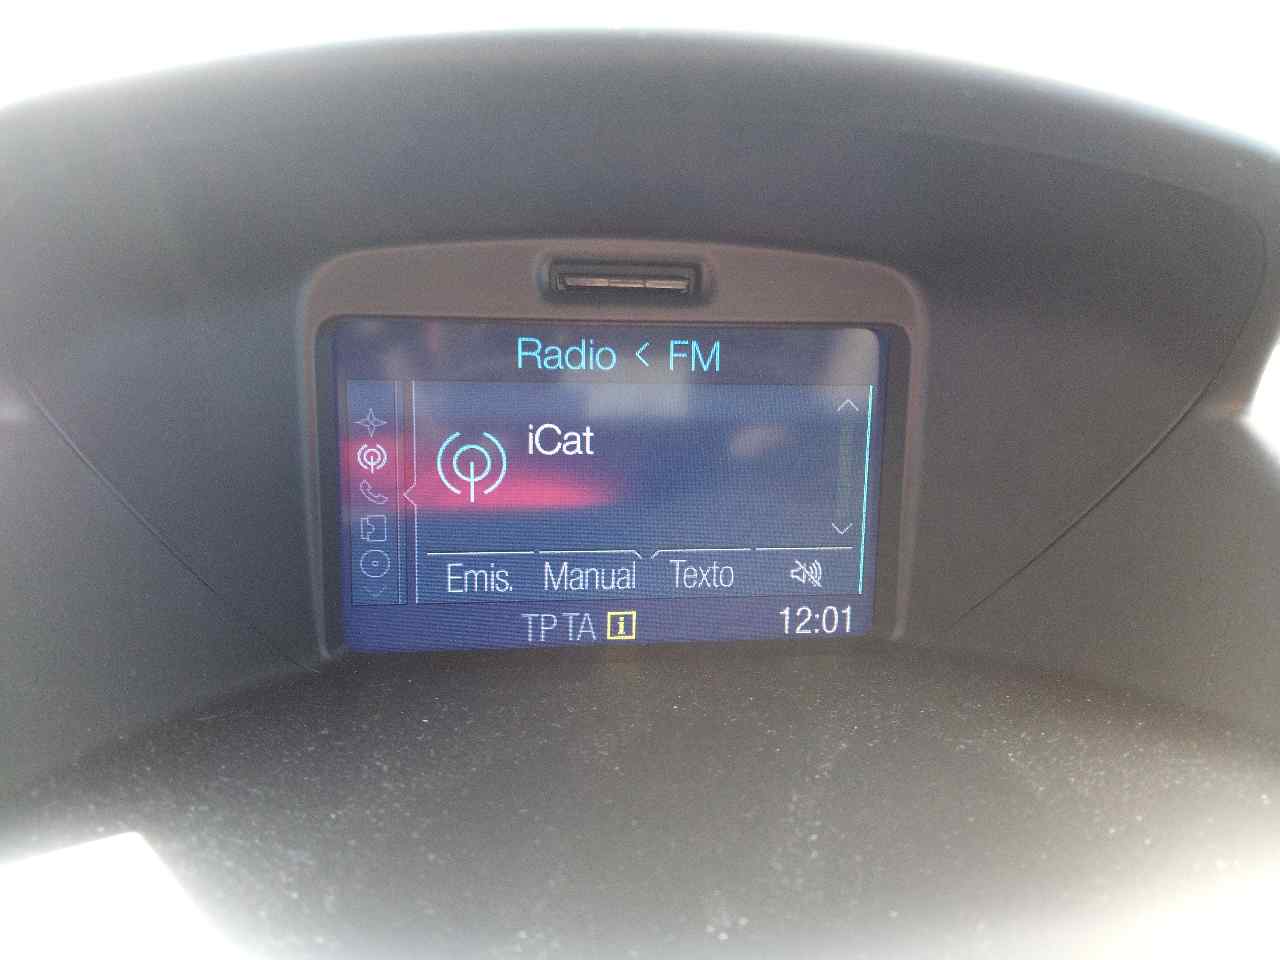 Radio < FM
iCat
Emis. Manual Texto
TP TA i 12:01